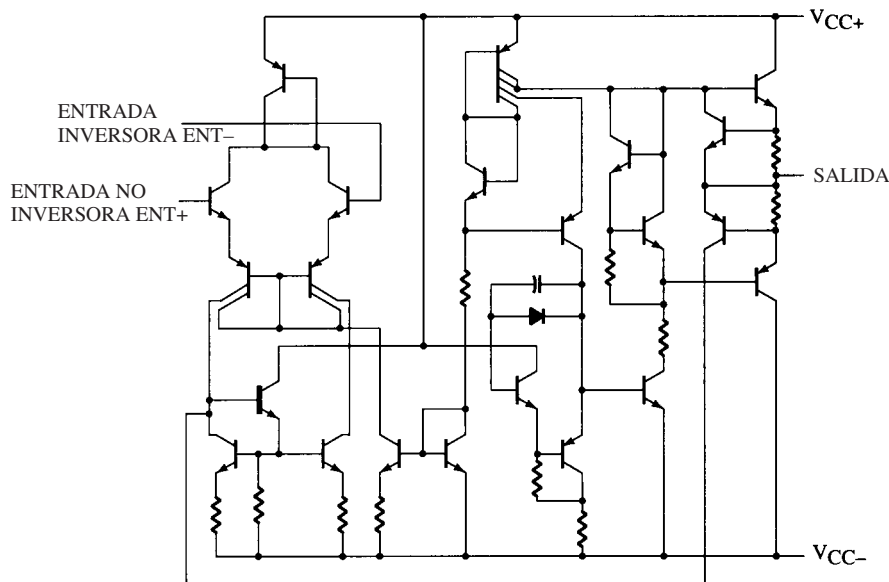 VCC+
ENTRADA
INVERSORA ENT–
ENTRADA NO
INVERSORA ENT+
SALIDA
VCC–